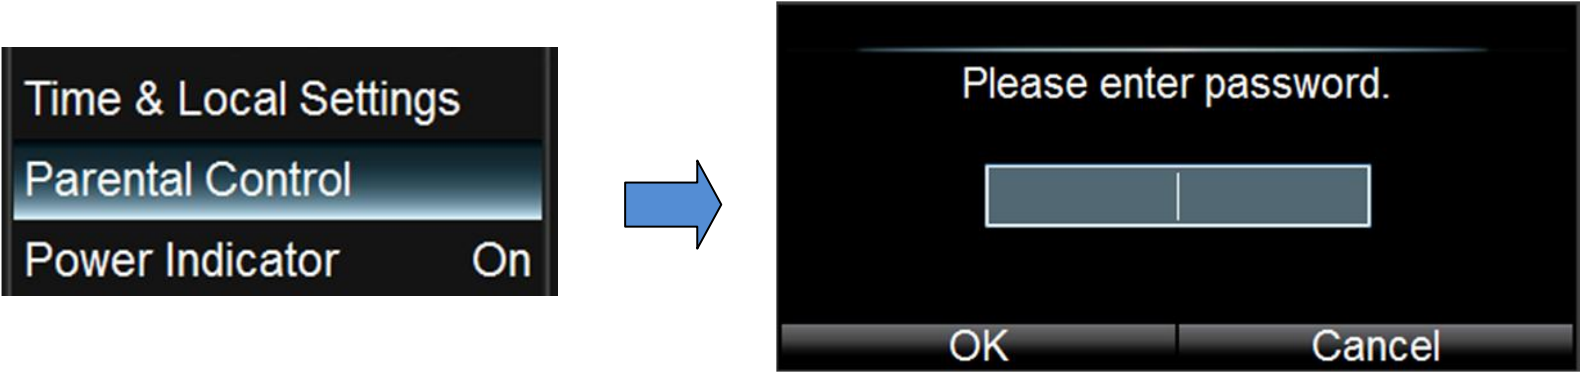 Time & Local Settings
Parental Control
Power Indicator On
Please enter password.
OK Cancel